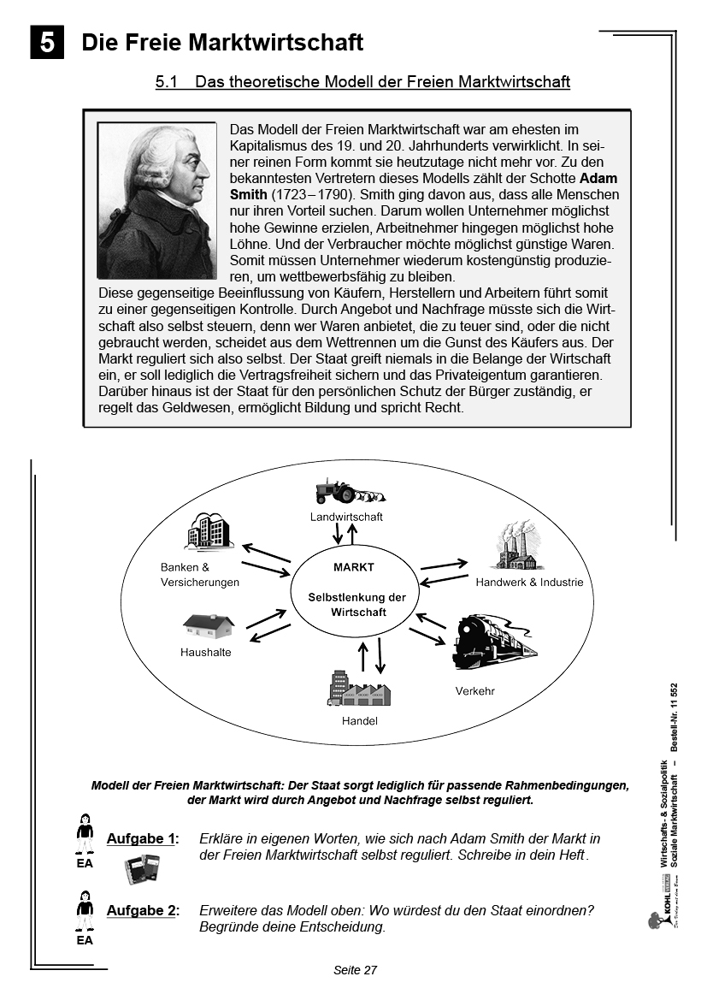 5 Die Freie Marktwirtschaft
5.1 Das theoretische Modell der Freien Marktwirtschaft
Das Modell der Freien Marktwirtschaft war am ehesten im
Kapitalismus des 19. und 20. Jahrhunderts verwirklicht. In sei-
ner reinen Form kommt sie heutzutage nicht mehr vor. Zu den
bekanntesten Vertretern dieses Modells zählt der Schotte Adam
Smith (1723–1790). Smith ging davon aus, dass alle Menschen
nur ihren Vorteil suchen. Darum wollen Unternehmer möglichst
hohe Gewinne erzielen, Arbeitnehmer hingegen möglichst hohe
Löhne. Und der Verbraucher möchte möglichst günstige Waren.
Somit müssen Unternehmer wiederum kostengünstig produzie-
ren, um wettbewerbsfähig zu bleiben.
Diese gegenseitige Beeinflussung von Käufern, Herstellern und Arbeitern führt somit
zu einer gegenseitigen Kontrolle. Durch Angebot und Nachfrage müsste sich die Wirt-
schaft also selbst steuern, denn wer Waren anbietet, die zu teuer sind, oder die nicht
gebraucht werden, scheidet aus dem Wettrennen um die Gunst des Käufers aus. Der
Markt reguliert sich also selbst. Der Staat greift niemals in die Belange der Wirtschaft
ein, er soll lediglich die Vertragsfreiheit sichern und das Privateigentum garantieren.
Darüber hinaus ist der Staat für den persönlichen Schutz der Bürger zuständig, er
regelt das Geldwesen, ermöglicht Bildung und spricht Recht.
Landwirtschaft
Banken &
Versicherungen
MARKT
Selbstlenkung der
Wirtschaft
Handwerk & Industrie
Haushalte
Verkehr
Handel
Modell der Freien Marktwirtschaft: Der Staat sorgt lediglich für passende Rahmenbedingungen,
der Markt wird durch Angebot und Nachfrage selbst reguliert.
EA
Aufgabe 1: Erkläre in eigenen Worten, wie sich nach Adam Smith der Markt in
der Freien Marktwirtschaft selbst reguliert. Schreibe in dein Heft.
EA
Aufgabe 2: Erweitere das Modell oben: Wo würdest du den Staat einordnen?
Begründe deine Entscheidung.
Wirtschafts- & Sozialpolitik
Soziale Marktwirtschaft – Bestell-Nr. 11 552
KOHL VERLAG
Seite 27